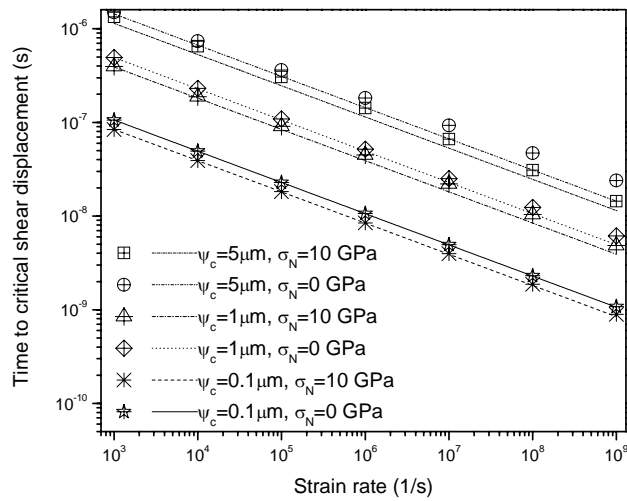 Time to critical shear displacement (s)
10⁻⁶
10⁻⁷
10⁻⁸
10⁻⁹
10⁻¹⁰
ψc=5μm, σN=10 GPa
ψc=5μm, σN=0 GPa
ψc=1μm, σN=10 GPa
ψc=1μm, σN=0 GPa
ψc=0.1μm, σN=10 GPa
ψc=0.1μm, σN=0 GPa
10³ 10⁴ 10⁵ 10⁶ 10⁷ 10⁸ 10⁹
Strain rate (1/s)